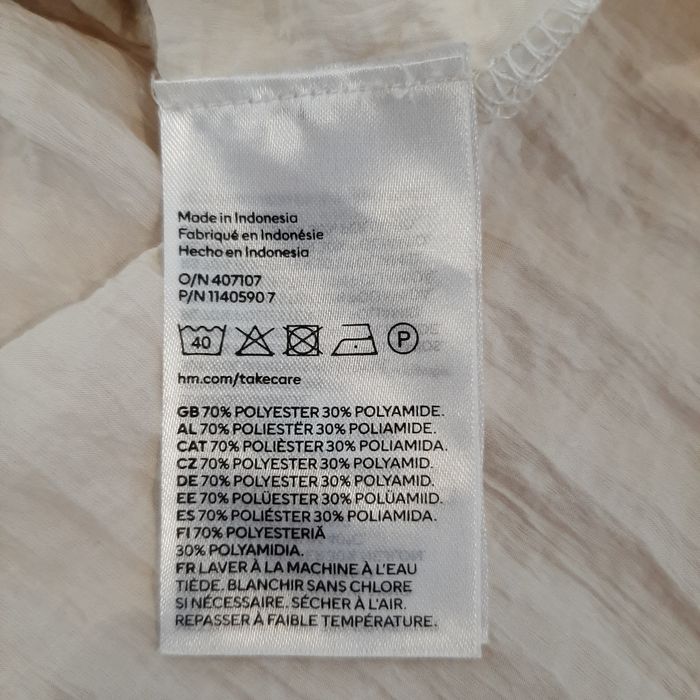 Made in Indonesia
Fabriqué en Indonésie
Hecho en Indonesia
O/N 407107
P/N 1140590 7
40
P
hm.com/takecare
GB 70% POLYESTER 30% POLYAMIDE.
AL 70% POLIESTËR 30% POLIAMIDE.
CAT 70% POLIÈSTER 30% POLIAMIDA.
CZ 70% POLYESTER 30% POLYAMID.
DE 70% POLYESTER 30% POLYAMID.
EE 70% POLÜESTER 30% POLÜAMIID.
ES 70% POLIÉSTER 30% POLIAMIDA.
FI 70% POLYESTERIÄ
30% POLYAMIDIA.
FR LAVER À LA MACHINE À L'EAU
TIÈDE. BLANCHIR SANS CHLORE
SI NÉCESSAIRE. SÉCHER À L'AIR.
REPASSER À FAIBLE TEMPÉRATURE.